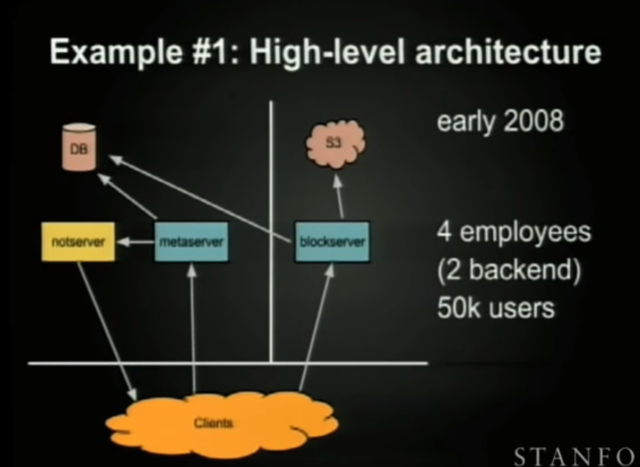 Example #1: High-level architecture
early 2008
DB
S3
notserver
metaserver
blockserver
4 employees
(2 backend)
50k users
Clients
STANFO